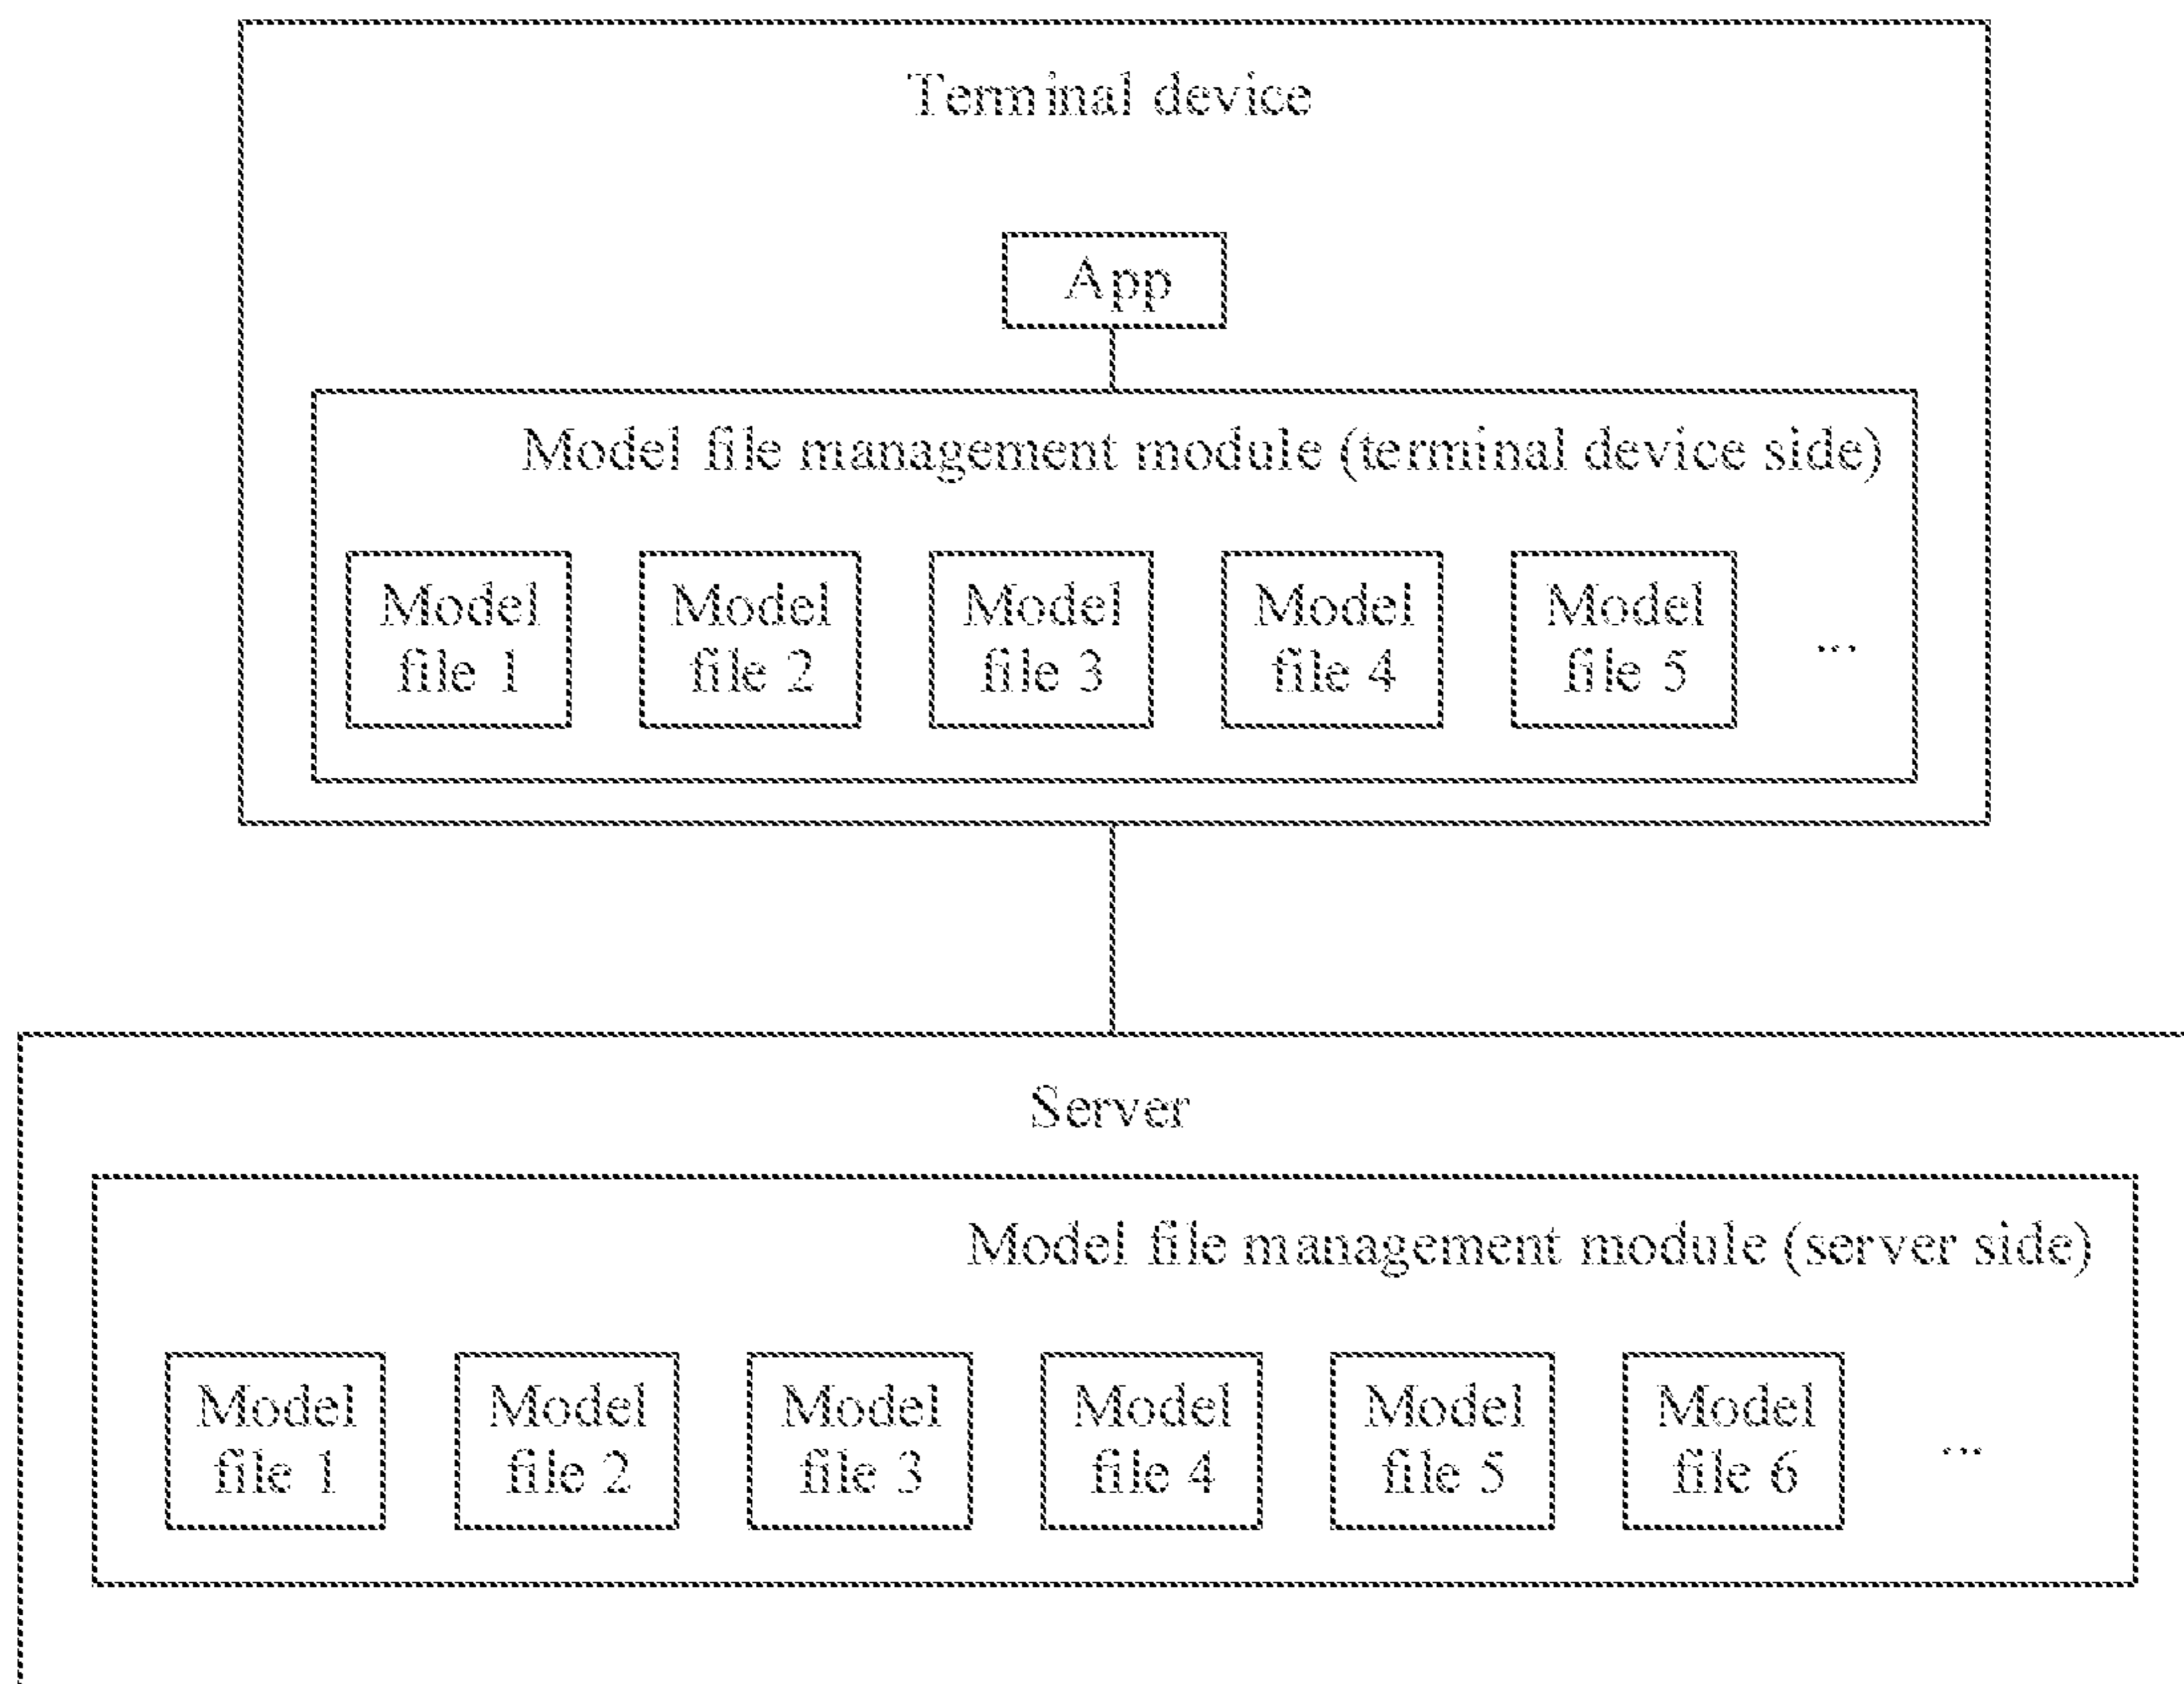 Terminal device
App
Model file management module (terminal device side)
Model
file 1
Model
file 2
Model
file 3
Model
file 4
Model
file 5
...
Server
Model file management module (server side)
Model
file 1
Model
file 2
Model
file 3
Model
file 4
Model
file 5
Model
file 6
...